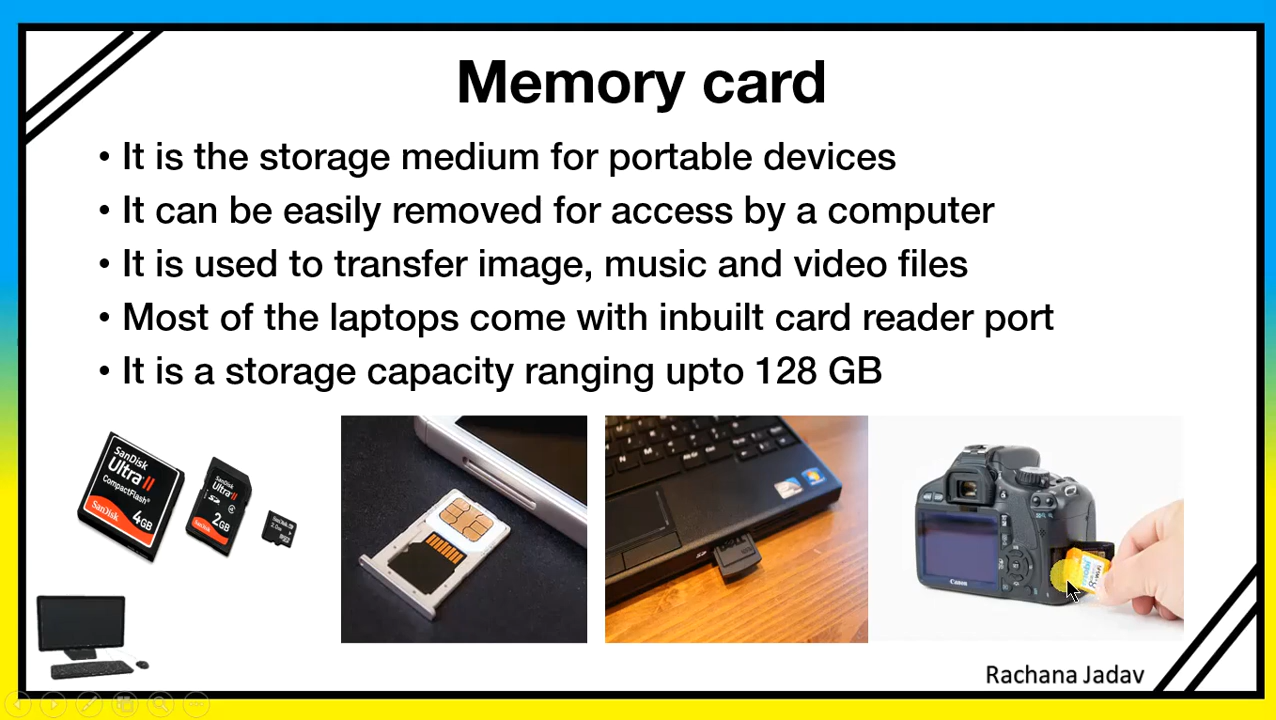 Memory card
• It is the storage medium for portable devices
• It can be easily removed for access by a computer
• It is used to transfer image, music and video files
• Most of the laptops come with inbuilt card reader port
• It is a storage capacity ranging upto 128 GB
SanDisk
Ultra II
CompactFlash
SanDisk
4GB
SanDisk
Ultra II
SanDisk
2GB
Canon
Rachana Jadav